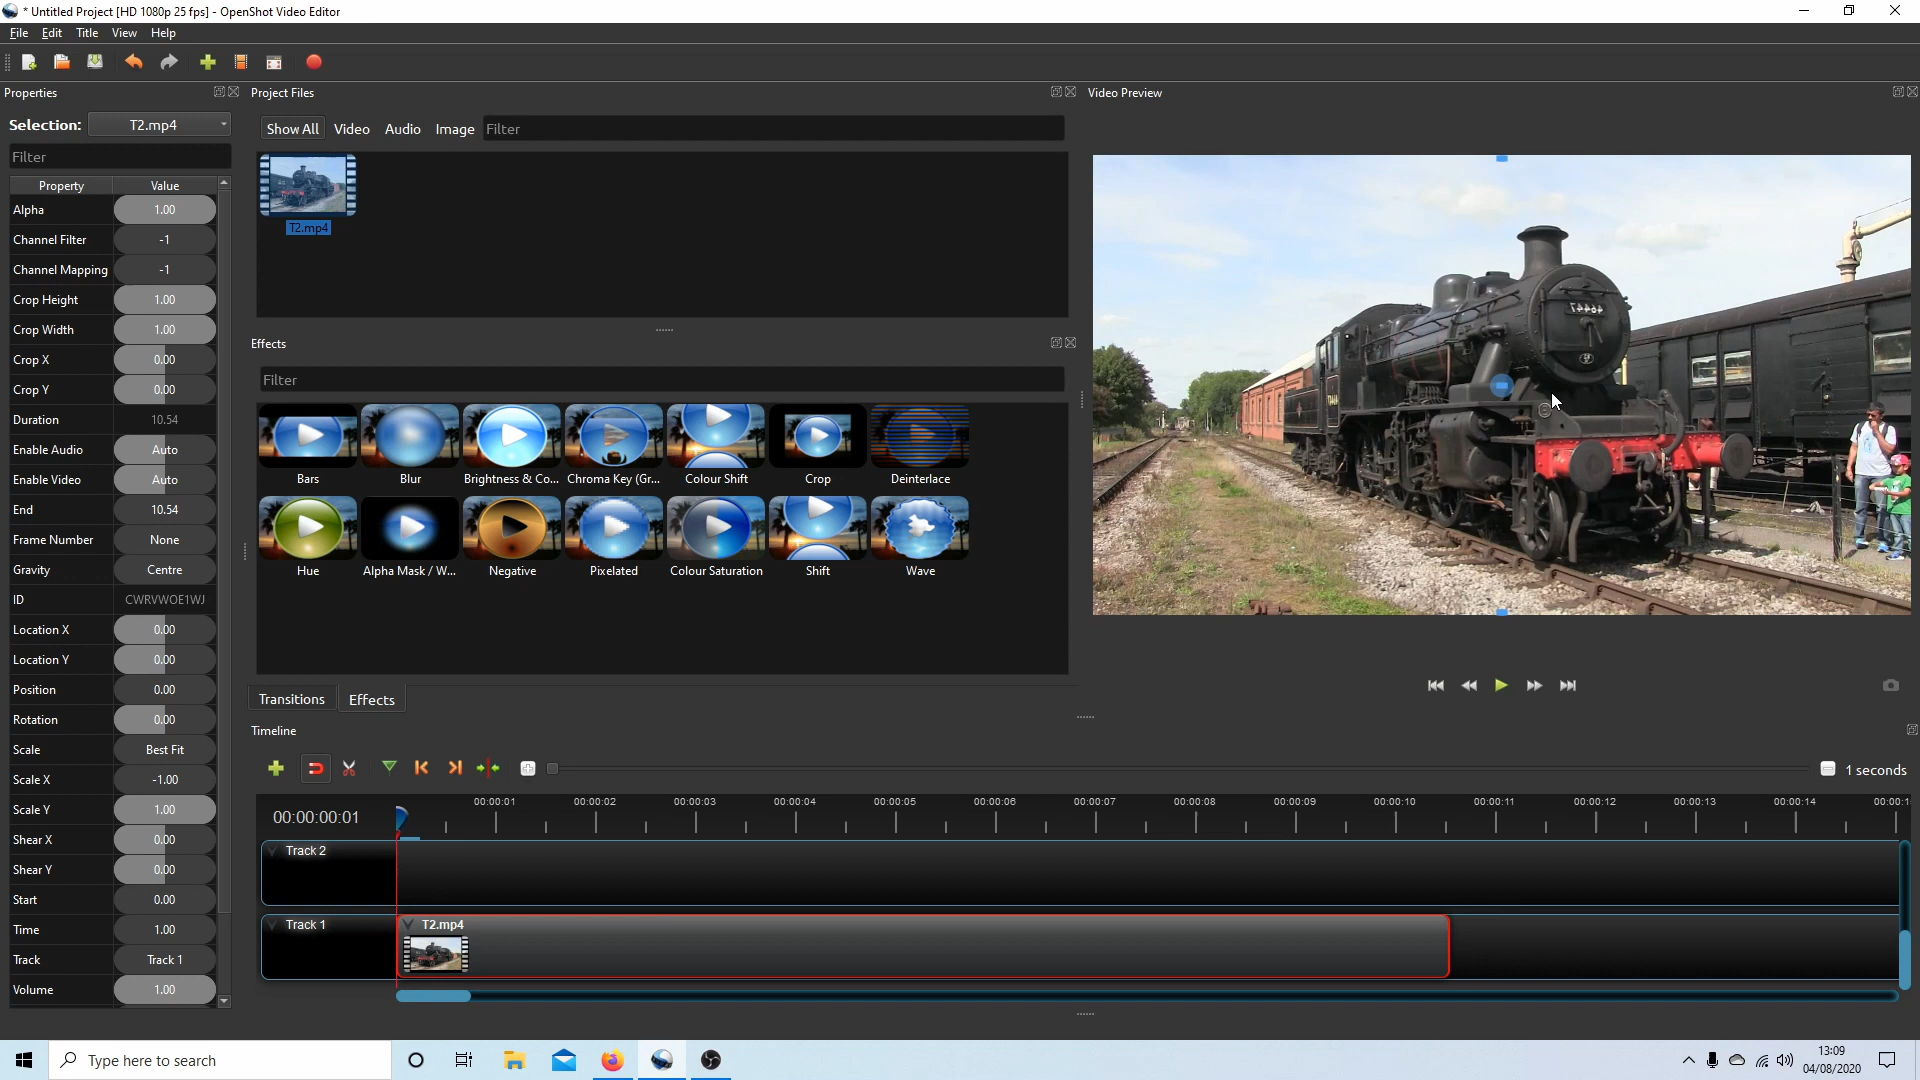 * Untitled Project [HD 1080p 25 fps] - OpenShot Video Editor
File Edit Title View Help
Properties
Selection: T2.mp4
Filter
Property Value
Alpha 1.00
Channel Filter -1
Channel Mapping -1
Crop Height 1.00
Crop Width 1.00
Crop X 0.00
Crop Y 0.00
Duration 10.54
Enable Audio Auto
Enable Video Auto
End 10.54
Frame Number None
Gravity Centre
ID CWRVWOE1WJ
Location X 0.00
Location Y 0.00
Position 0.00
Rotation 0.00
Scale Best Fit
Scale X -1.00
Scale Y 1.00
Shear X 0.00
Shear Y 0.00
Start 0.00
Time 1.00
Track Track 1
Volume 1.00
Project Files
Show All Video Audio Image Filter
T2.mp4
Effects
Filter
Bars Blur Brightness & Co... Chroma Key (Gr... Colour Shift Crop Deinterlace
Hue Alpha Mask / W... Negative Pixelated Colour Saturation Shift Wave
Transitions Effects
Video Preview
46447
Timeline
1 seconds
00:00:00:01
00:00:01 00:00:02 00:00:03 00:00:04 00:00:05 00:00:06 00:00:07 00:00:08 00:00:09 00:00:10 00:00:11 00:00:12 00:00:13 00:00:14 00:00:1
Track 2
Track 1
T2.mp4
Type here to search
13:09
04/08/2020